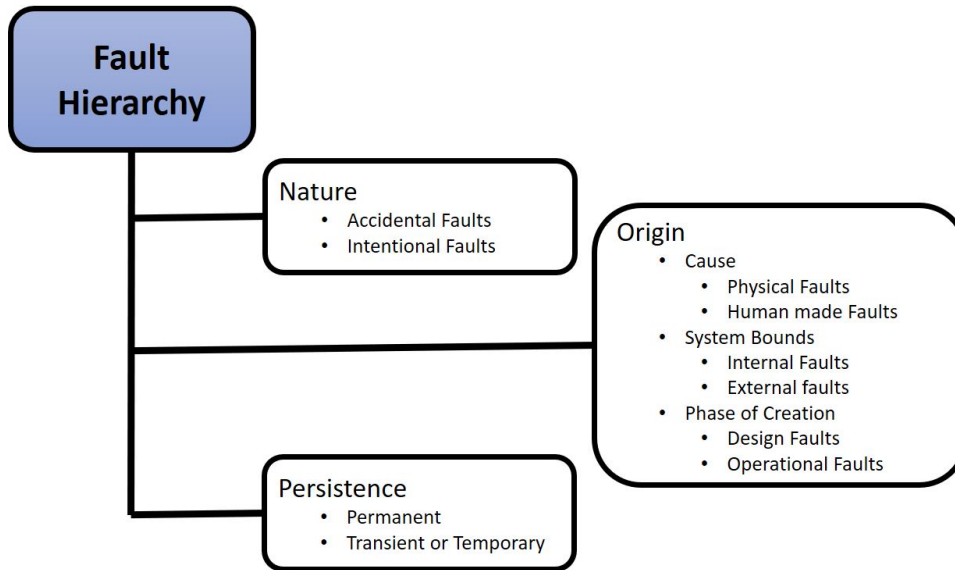 Fault
Hierarchy
Nature
• Accidental Faults
• Intentional Faults
Origin
• Cause
• Physical Faults
• Human made Faults
• System Bounds
• Internal Faults
• External faults
• Phase of Creation
• Design Faults
• Operational Faults
Persistence
• Permanent
• Transient or Temporary